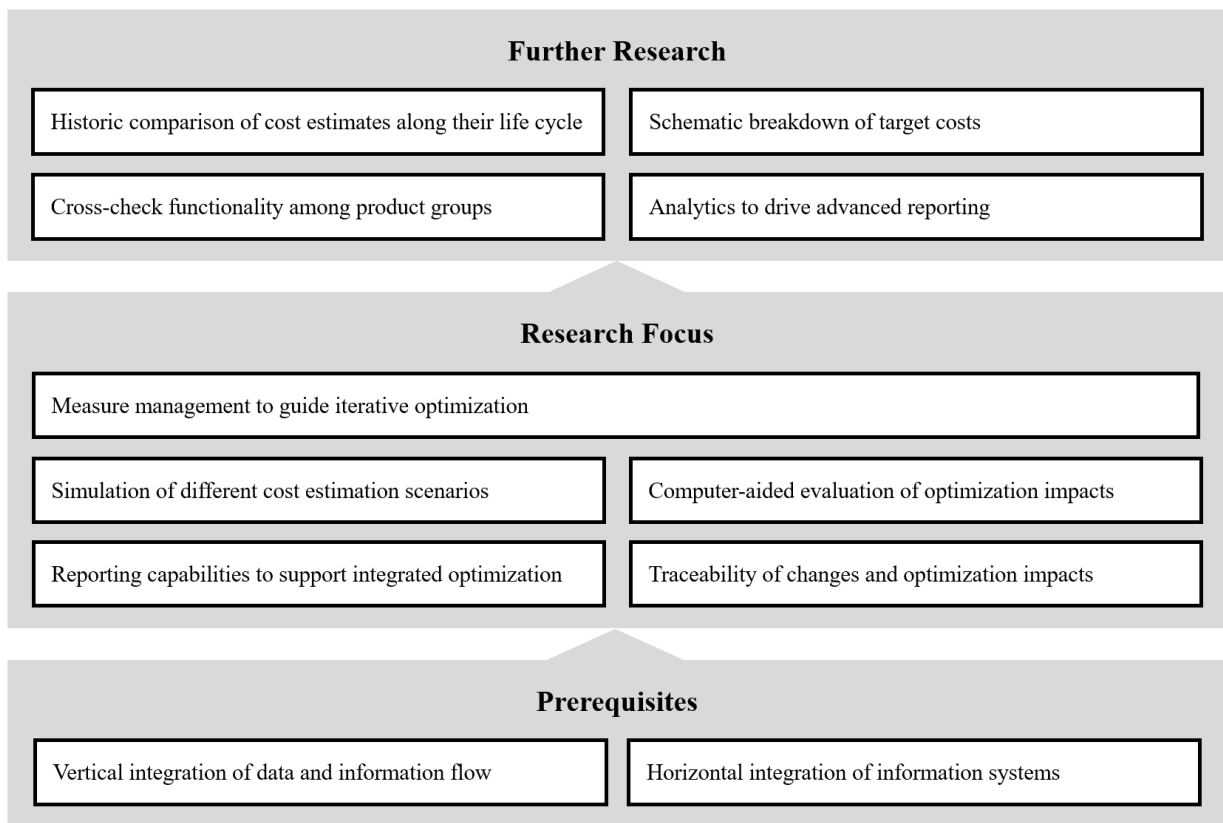 Further Research
Historic comparison of cost estimates along their life cycle
Schematic breakdown of target costs
Cross-check functionality among product groups
Analytics to drive advanced reporting
Research Focus
Measure management to guide iterative optimization
Simulation of different cost estimation scenarios
Computer-aided evaluation of optimization impacts
Reporting capabilities to support integrated optimization
Traceability of changes and optimization impacts
Prerequisites
Vertical integration of data and information flow
Horizontal integration of information systems